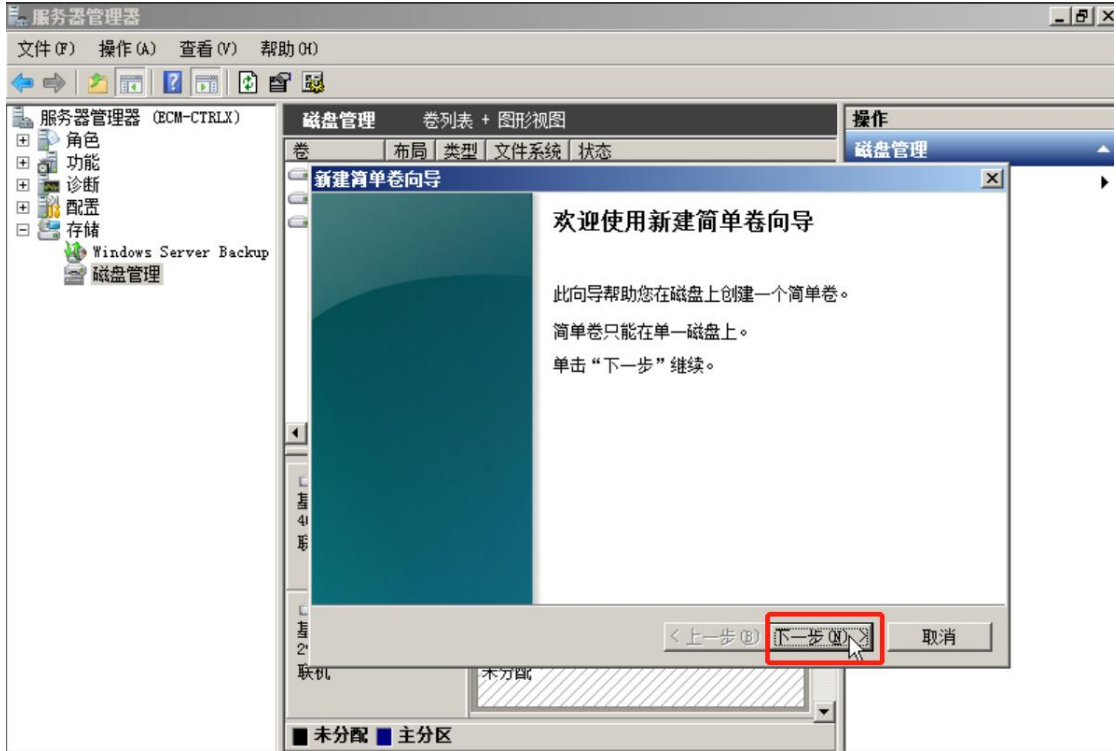 服务器管理器
文件(F) 操作(A) 查看(V) 帮助(H)
服务器管理器 (ECM-CTRLX)
角色
功能
诊断
配置
存储
Windows Server Backup
磁盘管理
磁盘管理 卷列表 + 图形视图
卷 布局 类型 文件系统 状态
操作
磁盘管理
新建简单卷向导
欢迎使用新建简单卷向导
此向导帮助您在磁盘上创建一个简单卷。
简单卷只能在单一磁盘上。
单击“下一步”继续。
<上一步(B) 下一步(N) > 取消
基
联
基
联机
未分配
未分配 主分区